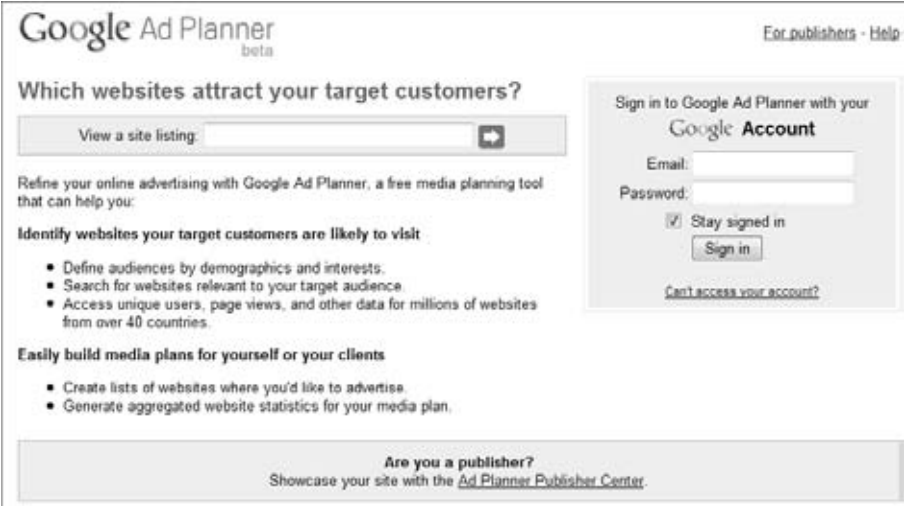 Google Ad Planner
beta
For publishers - Help
Which websites attract your target customers?
View a site listing:
Refine your online advertising with Google Ad Planner, a free media planning tool
that can help you:
Identify websites your target customers are likely to visit
• Define audiences by demographics and interests.
• Search for websites relevant to your target audience.
• Access unique users, page views, and other data for millions of websites
from over 40 countries.
Easily build media plans for yourself or your clients
• Create lists of websites where you'd like to advertise.
• Generate aggregated website statistics for your media plan.
Sign in to Google Ad Planner with your
Google Account
Email:
Password:
Stay signed in
Sign in
Can't access your account?
Are you a publisher?
Showcase your site with the Ad Planner Publisher Center.